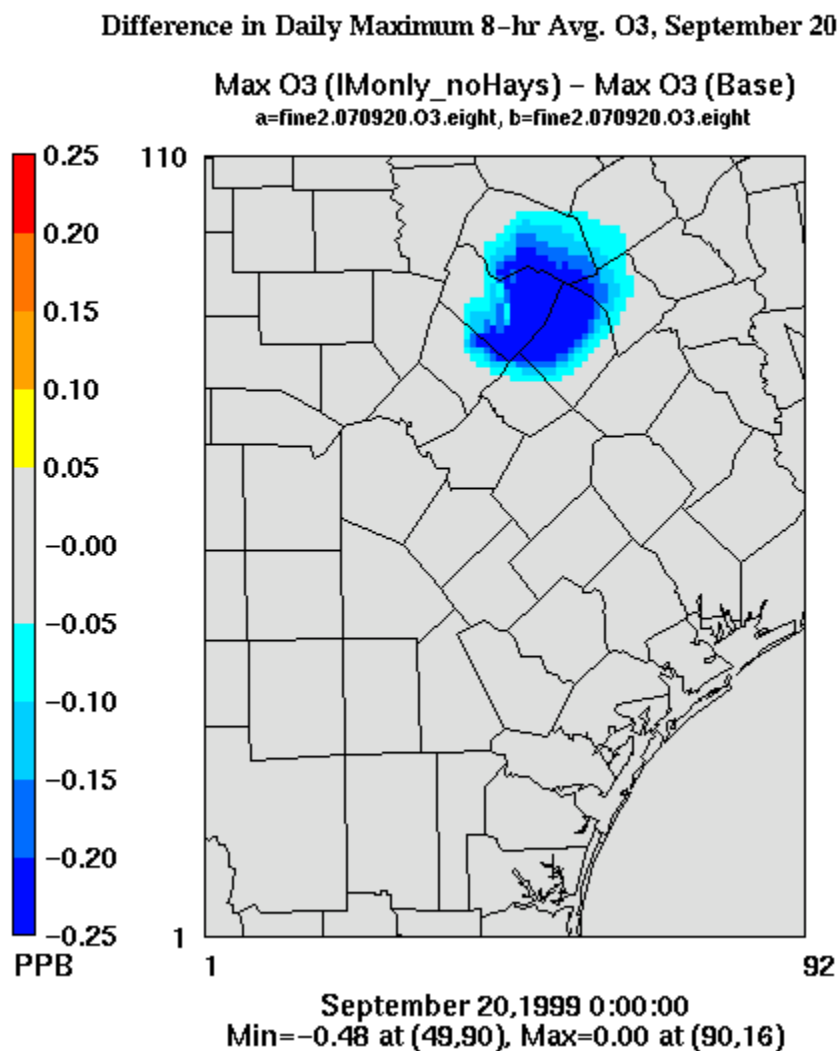 Difference in Daily Maximum 8-hr Avg. O3, September 20
Max O3 (IMonly_noHays) - Max O3 (Base)
a=fine2.070920.O3.eight, b=fine2.070920.O3.eight
0.25
0.20
0.15
0.10
0.05
-0.00
-0.05
-0.10
-0.15
-0.20
-0.25
PPB
110
1
1
92
September 20,1999 0:00:00
Min=-0.48 at (49,90), Max=0.00 at (90,16)